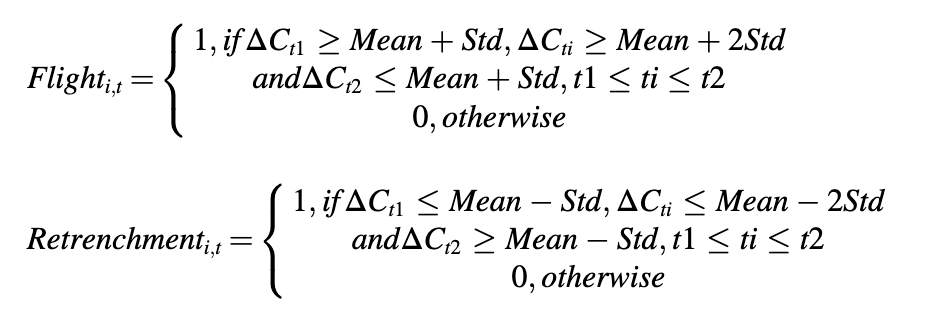 1, if ΔC_{t1} ≥ Mean + Std, ΔC_{ti} ≥ Mean + 2Std
Flight_{i,t} = { and ΔC_{t2} ≤ Mean + Std, t1 ≤ ti ≤ t2
0, otherwise
1, if ΔC_{t1} ≤ Mean − Std, ΔC_{ti} ≤ Mean − 2Std
Retrenchment_{i,t} = { and ΔC_{t2} ≥ Mean − Std, t1 ≤ ti ≤ t2
0, otherwise